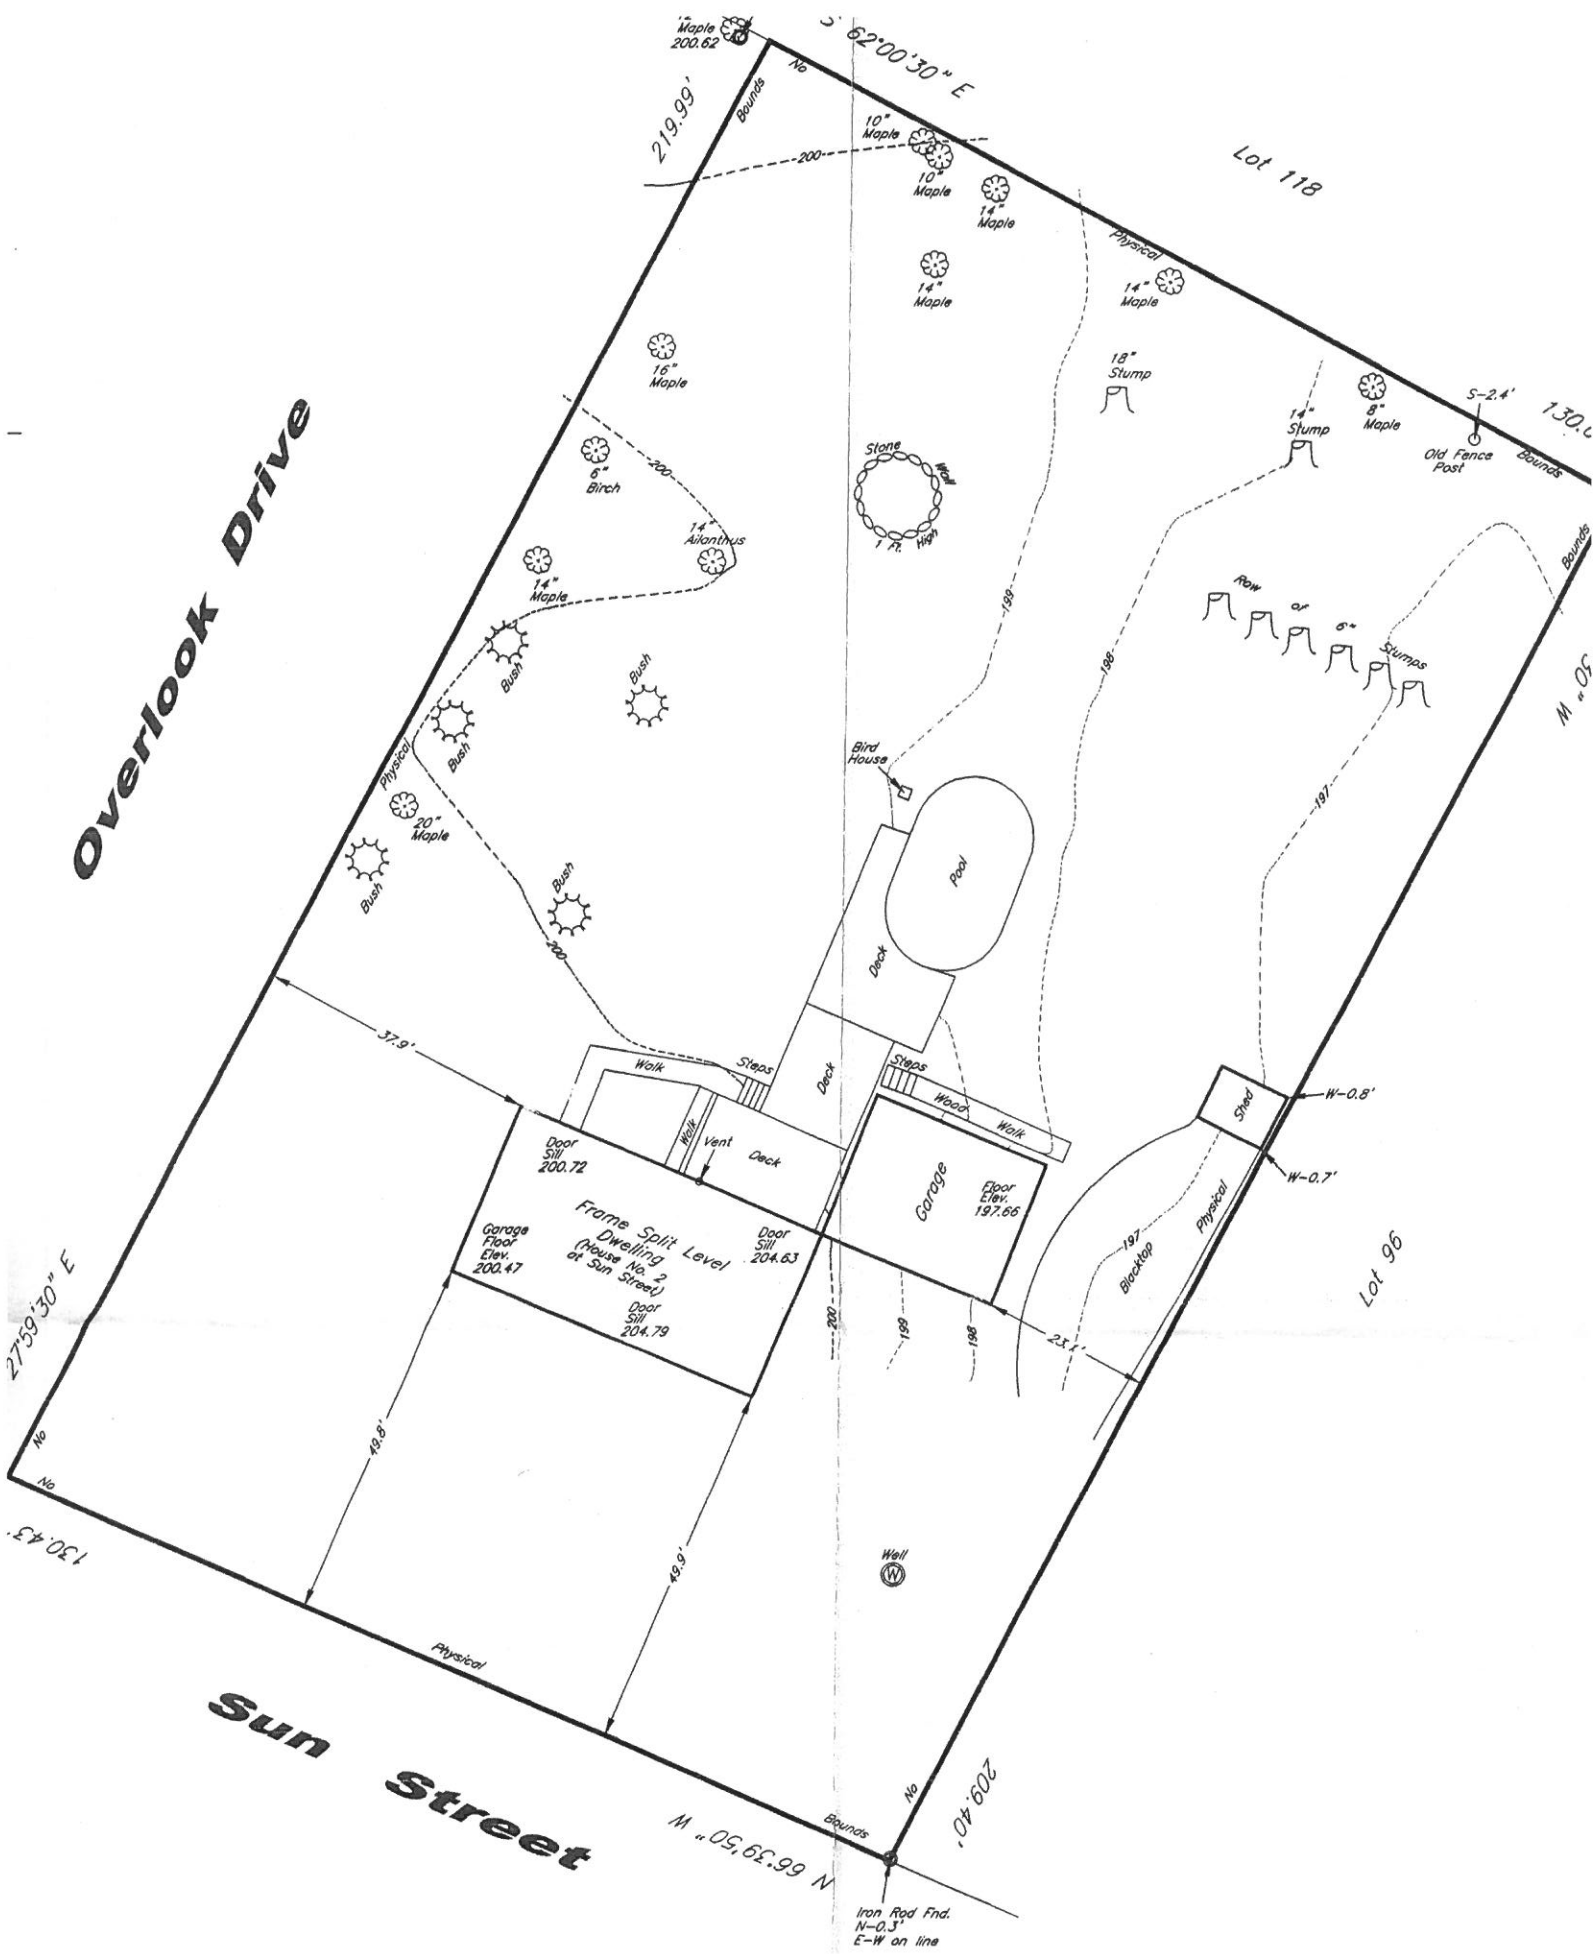 Maple
200.62
S 62°00'30" E
No
Bounds
219.99'
10"
Maple
200
10"
Maple
14"
Maple
Lot 118
Physical
14"
Maple
14"
Maple
16"
Maple
18"
Stump
14"
Stump
8"
Maple
S-2.4'
Old Fence
Post
Bounds
Bounds
Overlook Drive
6"
Birch
200
14"
Ailanthus
14"
Maple
Stone
Wall
1 Ft.
High
199
198
Row
of
6"
Stumps
Bush
Bush
Bush
Physical
20"
Maple
Bush
Bush
200
Bird
House
Pool
Deck
197
37.9'
Walk
Steps
Deck
Steps
Wood
Walk
Shed
W-0.8'
W-0.7'
Door
Sill
200.72
Walk
Vent
Deck
Garage
Floor
Elev.
197.66
Physical
Garage
Floor
Elev.
200.47
Frame Split Level
Dwelling
(House No. 2
at Sun Street)
Door
Sill
204.63
Door
Sill
204.79
197
Blacktop
Lot 96
27°59'30" E
200
199
198
49.8'
49.9'
Well
W
No
No
130.43'
Physical
Sun Street
Bounds
No
209.40'
N 66°39'50" W
Iron Rod Fnd.
N-0.3'
E-W on line